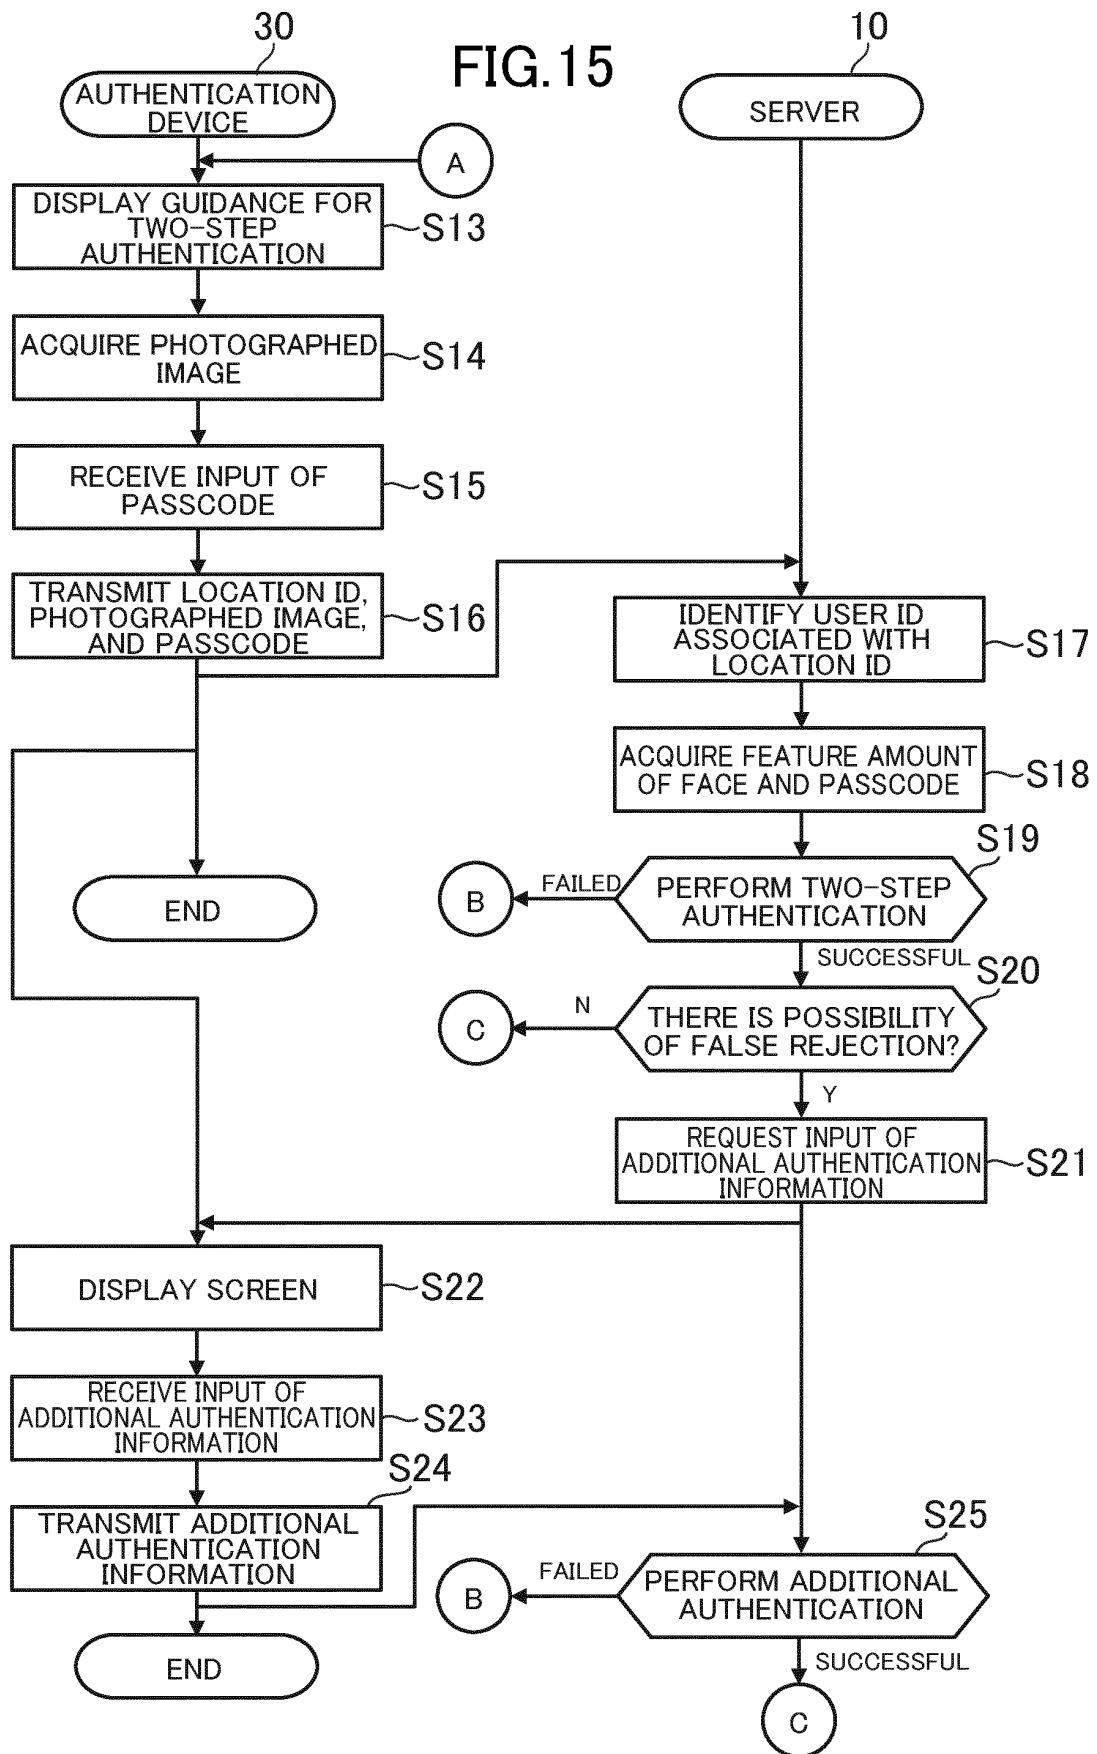 30
10
FIG.15
AUTHENTICATION
DEVICE
SERVER
A
DISPLAY GUIDANCE FOR
TWO-STEP
AUTHENTICATION
S13
ACQUIRE PHOTOGRAPHED
IMAGE
S14
RECEIVE INPUT OF
PASSCODE
S15
TRANSMIT LOCATION ID,
PHOTOGRAPHED IMAGE,
AND PASSCODE
S16
IDENTIFY USER ID
ASSOCIATED WITH
LOCATION ID
S17
ACQUIRE FEATURE AMOUNT
OF FACE AND PASSCODE
S18
S19
PERFORM TWO-STEP
AUTHENTICATION
FAILED
B
END
SUCCESSFUL
S20
THERE IS POSSIBILITY
OF FALSE REJECTION?
N
C
Y
REQUEST INPUT OF
ADDITIONAL AUTHENTICATION
INFORMATION
S21
DISPLAY SCREEN
S22
RECEIVE INPUT OF
ADDITIONAL AUTHENTICATION
INFORMATION
S23
S24
TRANSMIT ADDITIONAL
AUTHENTICATION
INFORMATION
S25
PERFORM ADDITIONAL
AUTHENTICATION
FAILED
B
END
SUCCESSFUL
C